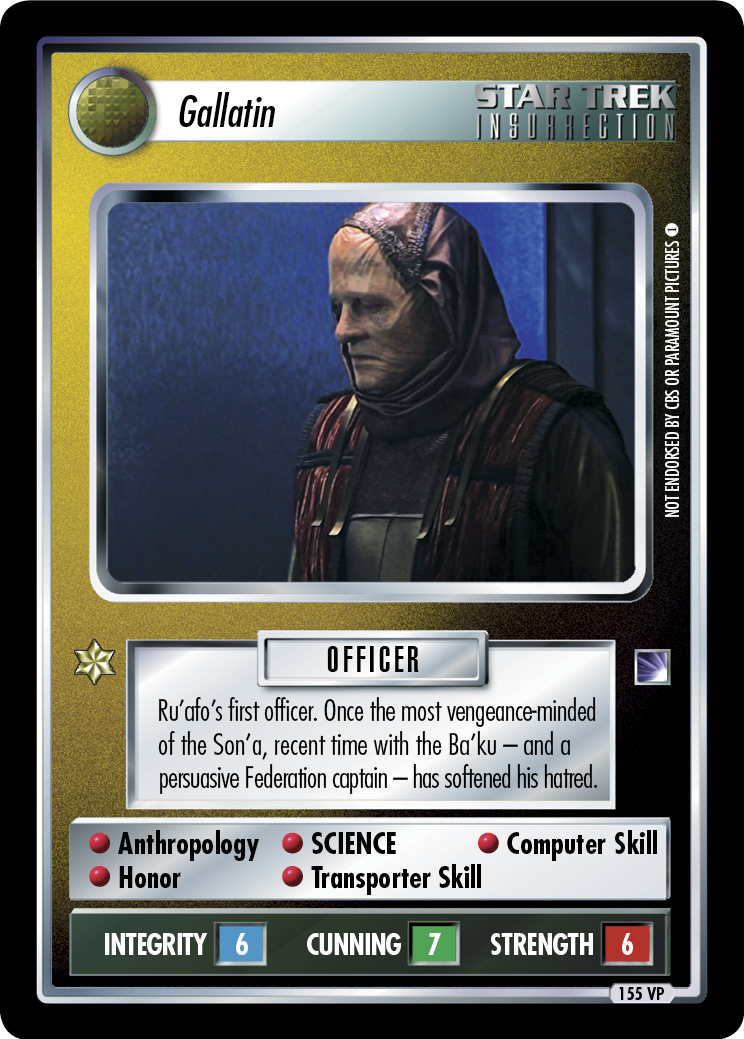 Gallatin
STAR TREK
INSURRECTION
NOT ENDORSED BY CBS OR PARAMOUNT PICTURES 1
OFFICER
Ru'afo's first officer. Once the most vengeance-minded
of the Son'a, recent time with the Ba'ku – and a
persuasive Federation captain – has softened his hatred.
Anthropology SCIENCE Computer Skill
Honor Transporter Skill
INTEGRITY 6 CUNNING 7 STRENGTH 6
155 VP